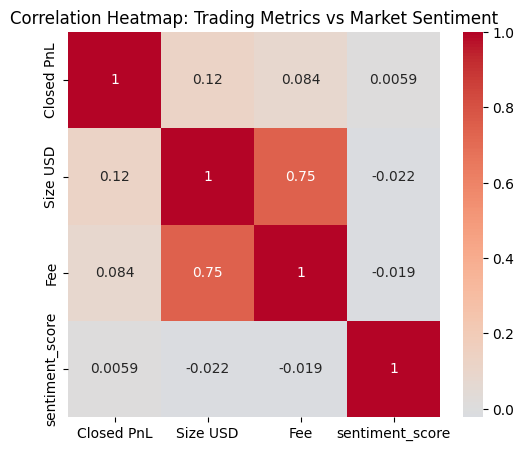 Correlation Heatmap: Trading Metrics vs Market Sentiment
Closed PnL
1
0.12
0.084
0.0059
Size USD
0.12
1
0.75
-0.022
Fee
0.084
0.75
1
-0.019
sentiment_score
0.0059
-0.022
-0.019
1
Closed PnL
Size USD
Fee
sentiment_score
1.0
0.8
0.6
0.4
0.2
0.0